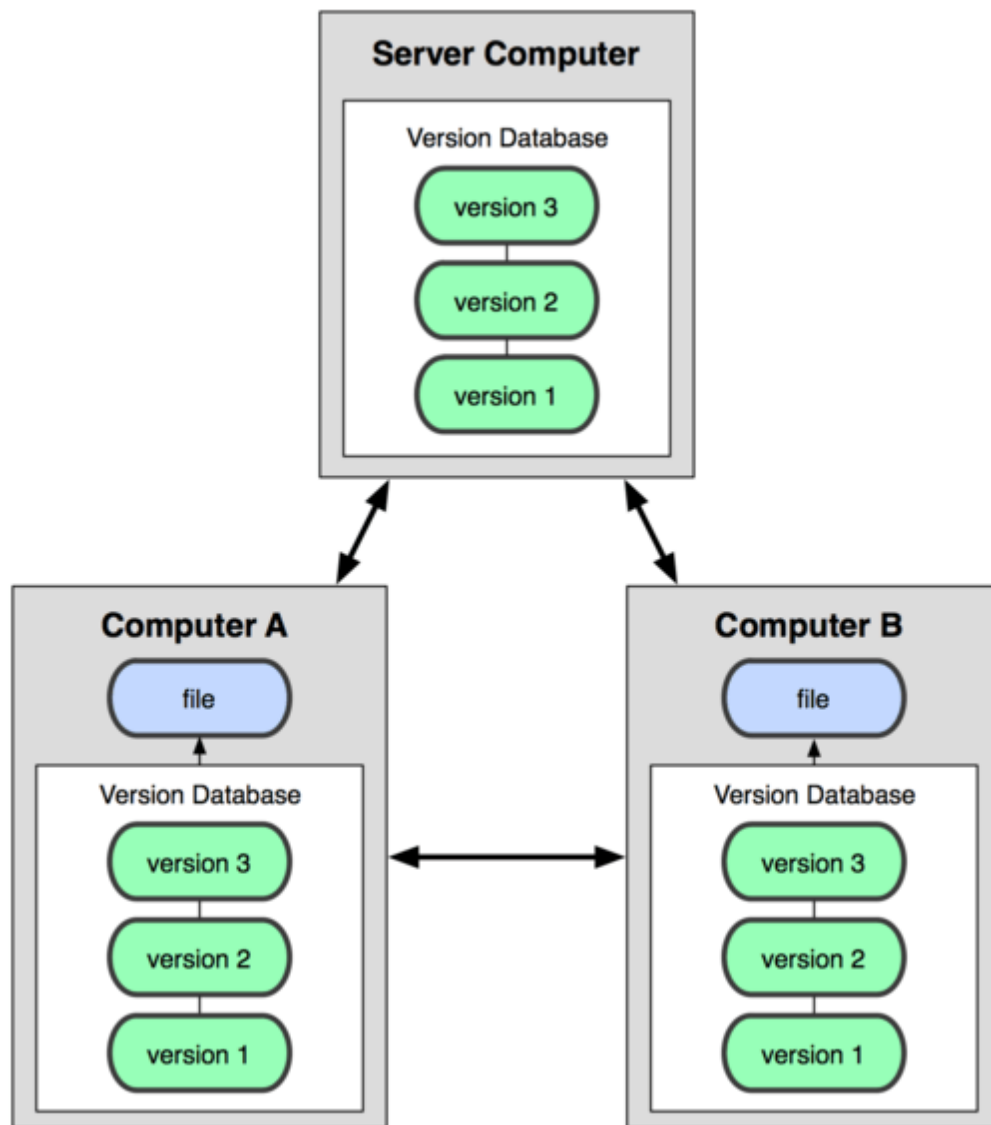 Server Computer
Version Database
version 3
version 2
version 1
Computer A
file
Version Database
version 3
version 2
version 1
Computer B
file
Version Database
version 3
version 2
version 1